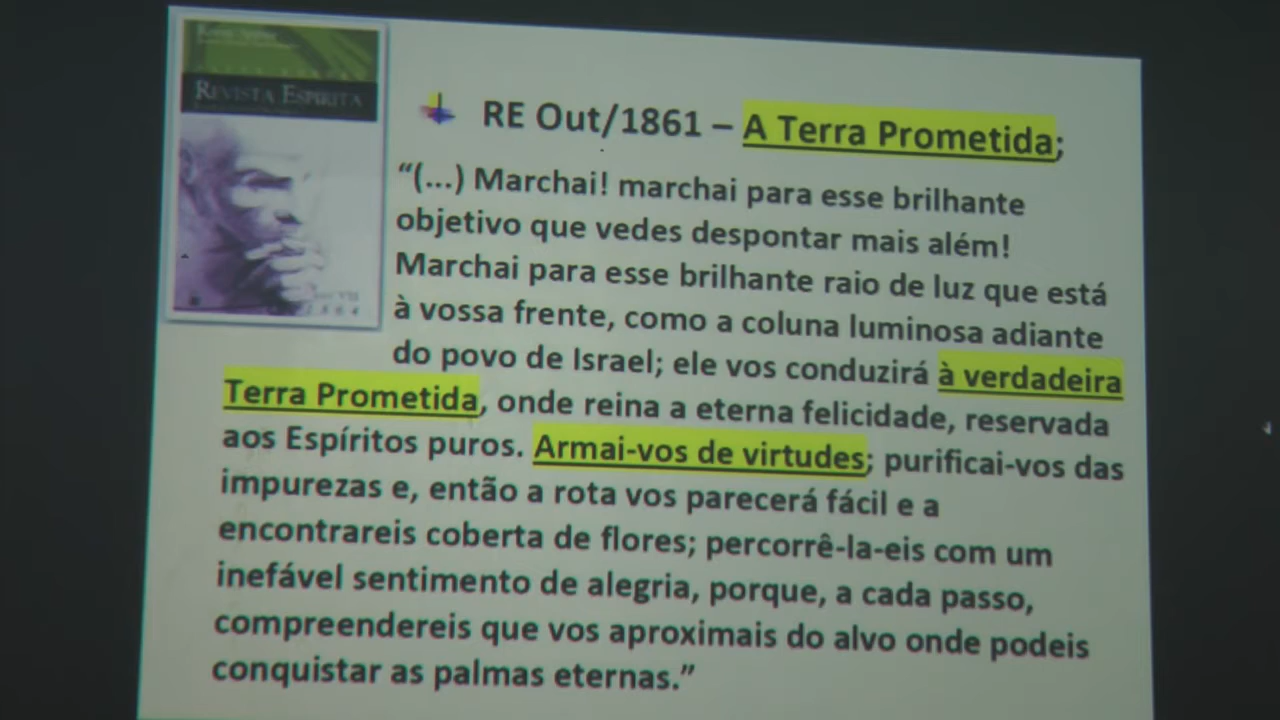 REVISTA ESPÍRITA
RE Out/1861 – A Terra Prometida;
“(...) Marchai! marchai para esse brilhante
objetivo que vedes despontar mais além!
Marchai para esse brilhante raio de luz que está
à vossa frente, como a coluna luminosa adiante
do povo de Israel; ele vos conduzirá à verdadeira
Terra Prometida, onde reina a eterna felicidade, reservada
aos Espíritos puros. Armai-vos de virtudes; purificai-vos das
impurezas e, então a rota vos parecerá fácil e a
encontrareis coberta de flores; percorrê-la-eis com um
inefável sentimento de alegria, porque, a cada passo,
compreendereis que vos aproximais do alvo onde podeis
conquistar as palmas eternas.”